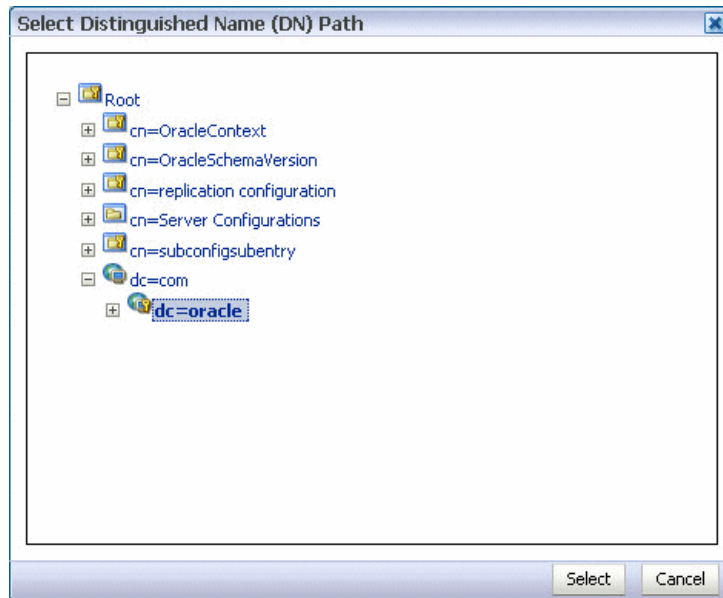 Select Distinguished Name (DN) Path
Root
cn=OracleContext
cn=OracleSchemaVersion
cn=replication configuration
cn=Server Configurations
cn=subconfigsubentry
dc=com
dc=oracle
Select Cancel